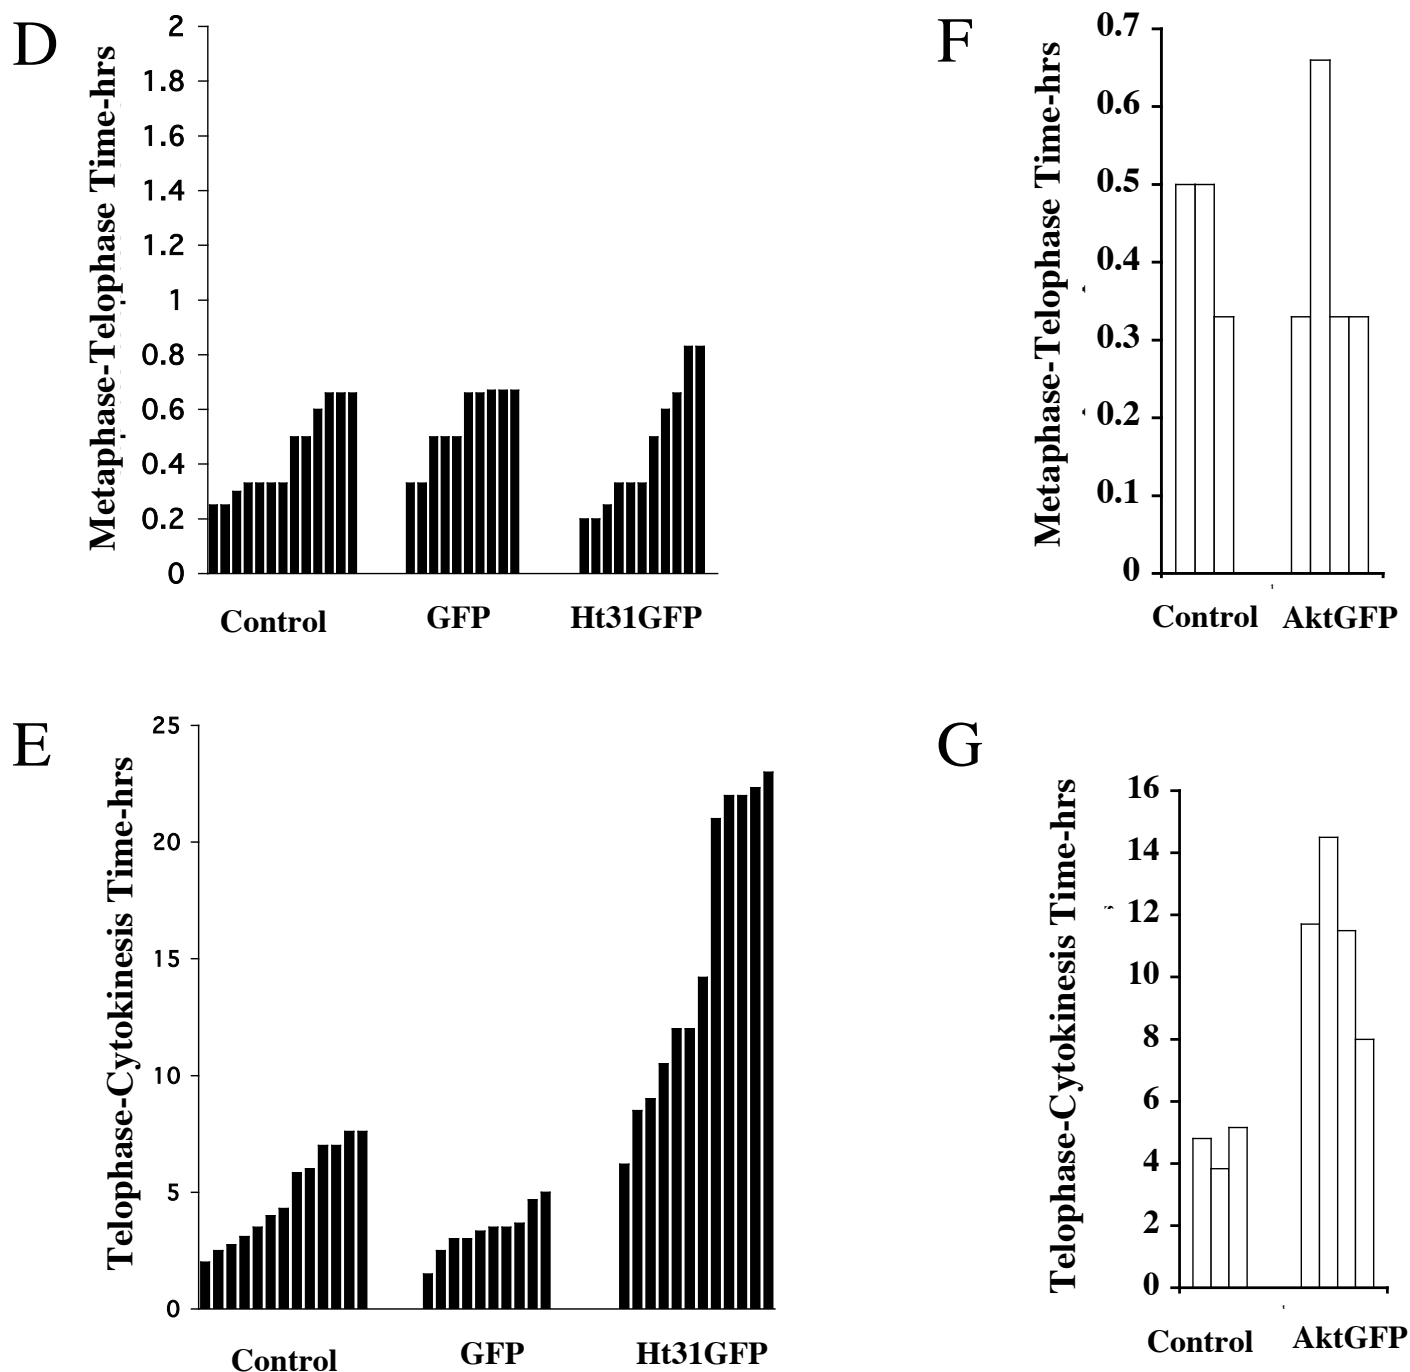 D
Metaphase-Telophase Time-hrs
2
1.8
1.6
1.4
1.2
1
0.8
0.6
0.4
0.2
0
Control GFP Ht31GFP
F
Metaphase-Telophase Time-hrs
0.7
0.6
0.5
0.4
0.3
0.2
0.1
0
Control AktGFP
E
Telophase-Cytokinesis Time-hrs
25
20
15
10
5
0
Control GFP Ht31GFP
G
Telophase-Cytokinesis Time-hrs
16
14
12
10
8
6
4
2
0
Control AktGFP